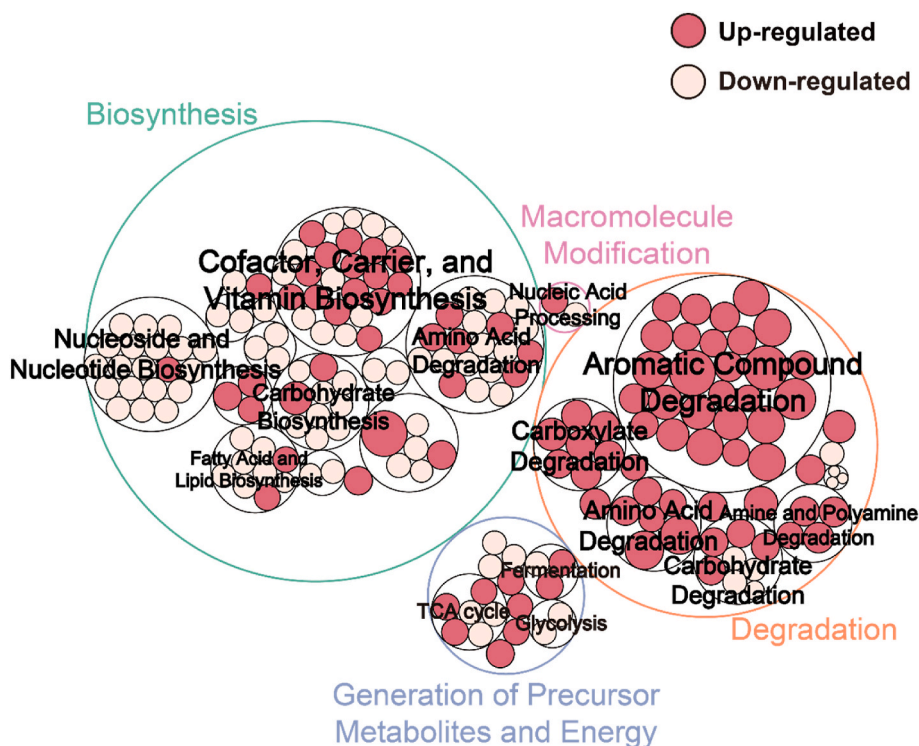 Up-regulated
Down-regulated
Biosynthesis
Macromolecule
Modification
Cofactor, Carrier, and
Vitamin Biosynthesis
Nucleic Acid
Processing
Nucleoside and
Nucleotide Biosynthesis
Amino Acid
Degradation
Aromatic Compound
Degradation
Carbohydrate
Biosynthesis
Carboxylate
Degradation
Fatty Acid and
Lipid Biosynthesis
Amino Acid
Degradation
Amine and Polyamine
Degradation
Carbohydrate
Degradation
Fermentation
TCA cycle
Glycolysis
Degradation
Generation of Precursor
Metabolites and Energy